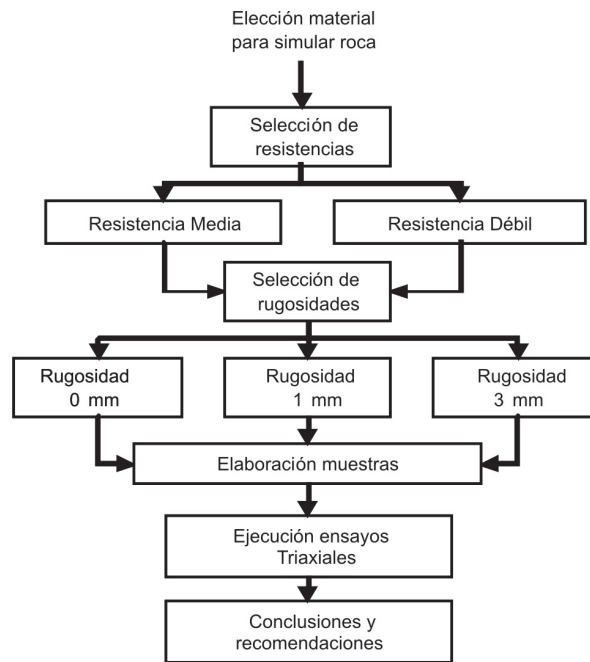 Elección material
para simular roca
Selección de
resistencias
Resistencia Media
Resistencia Débil
Selección de
rugosidades
Rugosidad
0 mm
Rugosidad
1 mm
Rugosidad
3 mm
Elaboración muestras
Ejecución ensayos
Triaxiales
Conclusiones y
recomendaciones